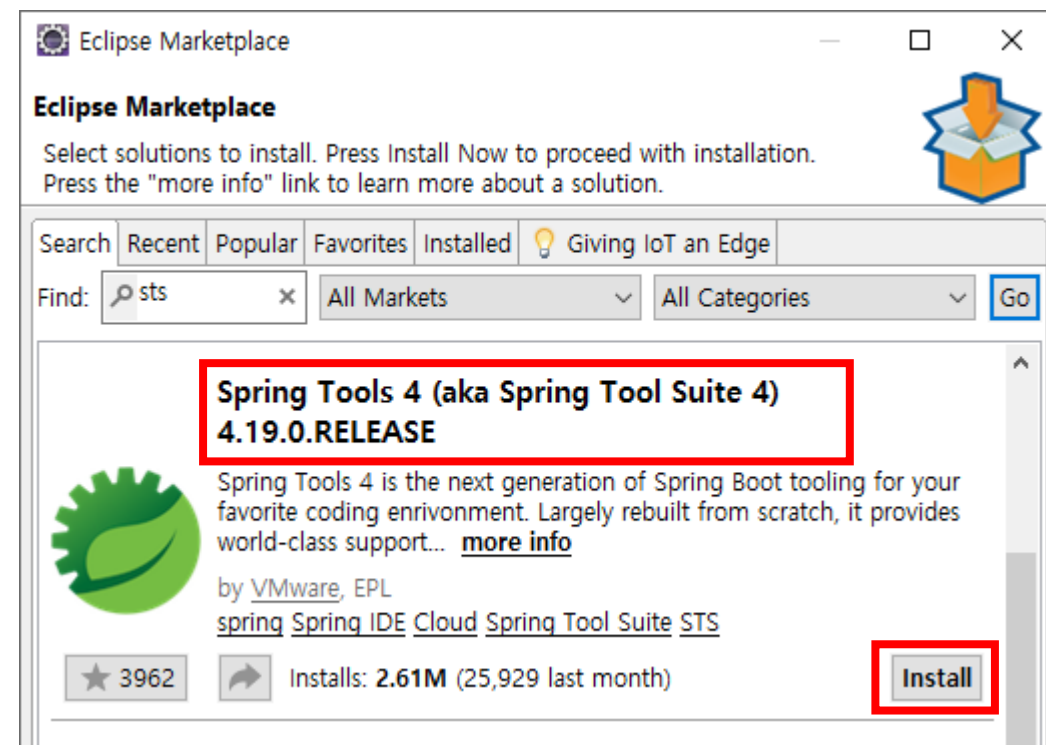 Eclipse Marketplace
Eclipse Marketplace
Select solutions to install. Press Install Now to proceed with installation.
Press the "more info" link to learn more about a solution.
Search Recent Popular Favorites Installed Giving IoT an Edge
Find: sts All Markets All Categories Go
Spring Tools 4 (aka Spring Tool Suite 4)
4.19.0.RELEASE
Spring Tools 4 is the next generation of Spring Boot tooling for your
favorite coding enrivonment. Largely rebuilt from scratch, it provides
world-class support... more info
by VMware, EPL
spring Spring IDE Cloud Spring Tool Suite STS
3962 Installs: 2.61M (25,929 last month) Install